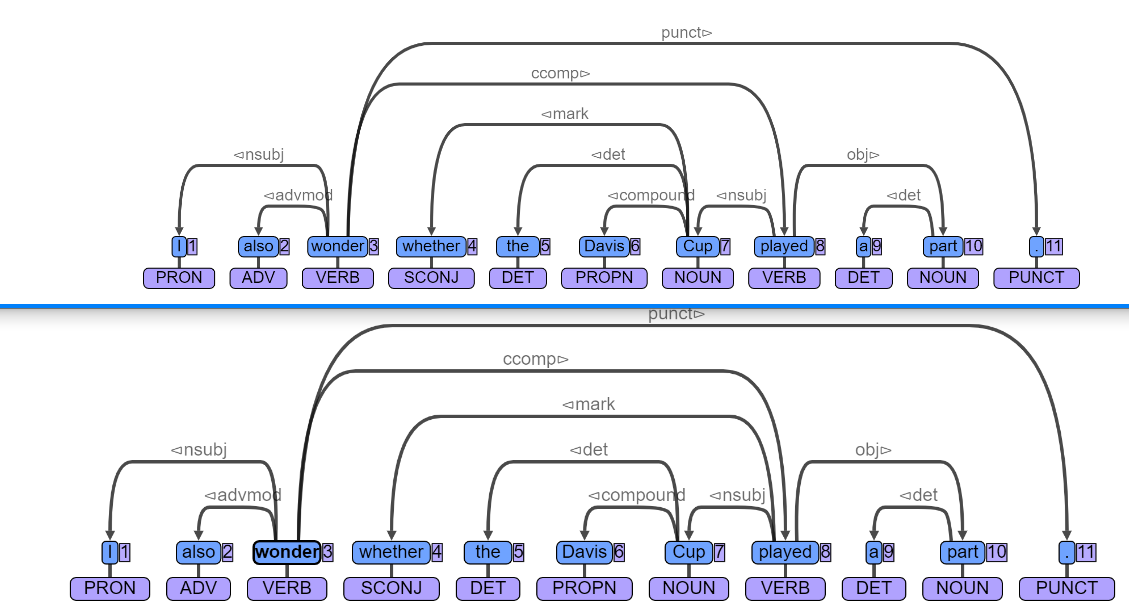 punct▻
ccomp▻
◅mark
◅nsubj ◅det obj▻
◅advmod ◅compound ◅nsubj ◅det
I 1 also 2 wonder 3 whether 4 the 5 Davis 6 Cup 7 played 8 a 9 part 10 . 11
PRON ADV VERB SCONJ DET PROPN NOUN VERB DET NOUN PUNCT
punct▻
ccomp▻
◅mark
◅nsubj ◅det obj▻
◅advmod ◅compound ◅nsubj ◅det
I 1 also 2 wonder 3 whether 4 the 5 Davis 6 Cup 7 played 8 a 9 part 10 . 11
PRON ADV VERB SCONJ DET PROPN NOUN VERB DET NOUN PUNCT